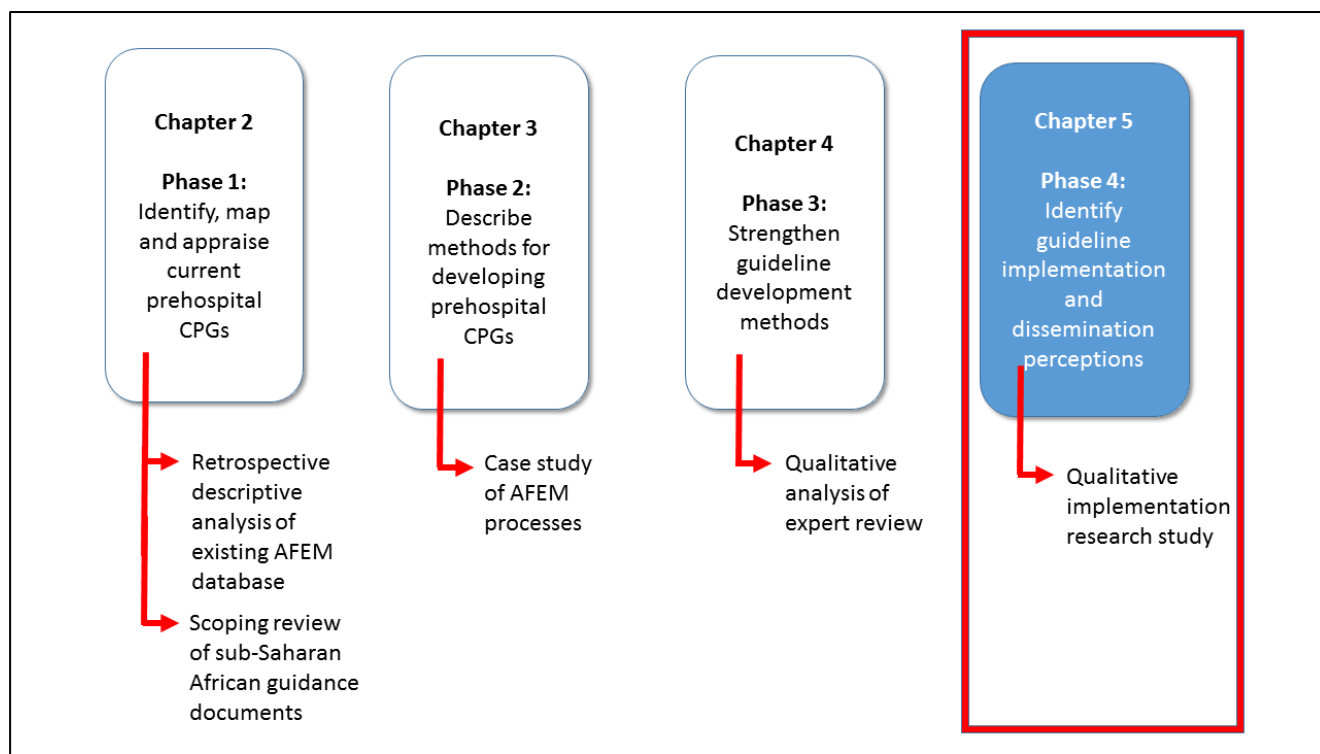 Chapter 2
Phase 1:
Identify, map
and appraise
current
prehospital
CPGs
Retrospective
descriptive
analysis of
existing AFEM
database
Scoping review
of sub-Saharan
African guidance
documents
Chapter 3
Phase 2:
Describe
methods for
developing
prehospital
CPGs
Case study
of AFEM
processes
Chapter 4
Phase 3:
Strengthen
guideline
development
methods
Qualitative
analysis of
expert review
Chapter 5
Phase 4:
Identify
guideline
implementation
and
dissemination
perceptions
Qualitative
implementation
research study